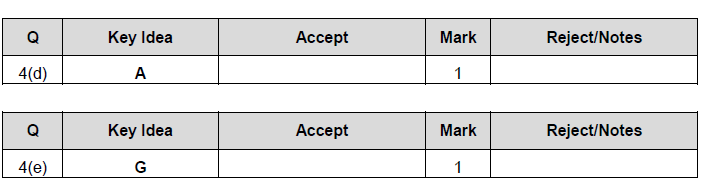 Q Key Idea Accept Mark Reject/Notes
4(d) A 1
Q Key Idea Accept Mark Reject/Notes
4(e) G 1